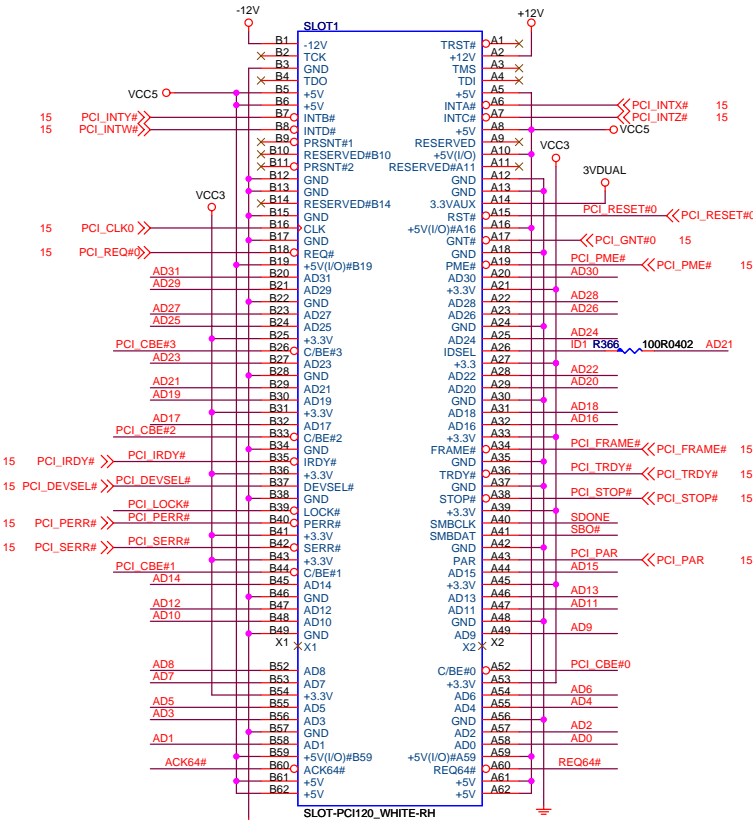 -12V +12V
SLOT1
B1 -12V TRST# A1
B2 TCK +12V A2
B3 GND TMS A3
B4 TDO TDI A4
VCC5 B5 +5V +5V A5
B6 +5V INTA# A6 PCI_INTX# 15
15 PCI_INTY# B7 INTB# INTC# A7 PCI_INTZ# 15
15 PCI_INTW# B8 INTD# +5V A8 VCC5
B9 PRSNT#1 RESERVED A9
B10 RESERVED#B10 +5V(I/O) A10 VCC3
B11 PRSNT#2 RESERVED#A11 A11
B12 GND GND A12
B13 GND GND A13 3VDUAL
VCC3 B14 RESERVED#B14 3.3VAUX A14
B15 GND RST# A15 PCI_RESET#0 PCI_RESET#0
15 PCI_CLK0 B16 CLK +5V(I/O)#A16 A16
B17 GND GNT# A17 PCI_GNT#0 15
15 PCI_REQ#0 B18 REQ# GND A18
B19 +5V(I/O)#B19 PME# A19 PCI_PME# PCI_PME# 15
AD31 B20 AD31 AD30 A20 AD30
AD29 B21 AD29 +3.3V A21
B22 GND AD28 A22 AD28
AD27 B23 AD27 AD26 A23 AD26
AD25 B24 AD25 GND A24
B25 +3.3V AD24 A25 AD24
PCI_CBE#3 B26 C/BE#3 IDSEL A26 ID1 R366 100R0402 AD21
AD23 B27 AD23 +3.3 A27
B28 GND AD22 A28 AD22
AD21 B29 AD21 AD20 A29 AD20
AD19 B30 AD19 GND A30
B31 +3.3V AD18 A31 AD18
AD17 B32 AD17 AD16 A32 AD16
PCI_CBE#2 B33 C/BE#2 +3.3V A33
B34 GND FRAME# A34 PCI_FRAME# PCI_FRAME# 15
15 PCI_IRDY# PCI_IRDY# B35 IRDY# GND A35
B36 +3.3V TRDY# A36 PCI_TRDY# PCI_TRDY# 15
15 PCI_DEVSEL# PCI_DEVSEL# B37 DEVSEL# GND A37
B38 GND STOP# A38 PCI_STOP# PCI_STOP# 15
PCI_LOCK# B39 LOCK# +3.3V A39
15 PCI_PERR# PCI_PERR# B40 PERR# SMBCLK A40 SDONE
B41 +3.3V SMBDAT A41 SBO#
15 PCI_SERR# PCI_SERR# B42 SERR# GND A42
B43 +3.3V PAR A43 PCI_PAR PCI_PAR 15
PCI_CBE#1 B44 C/BE#1 AD15 A44 AD15
AD14 B45 AD14 +3.3V A45
B46 GND AD13 A46 AD13
AD12 B47 AD12 AD11 A47 AD11
AD10 B48 AD10 GND A48
B49 GND AD9 A49 AD9
X1 X1 X2 X2
AD8 B52 AD8 C/BE#0 A52 PCI_CBE#0
AD7 B53 AD7 +3.3V A53
B54 +3.3V AD6 A54 AD6
AD5 B55 AD5 AD4 A55 AD4
AD3 B56 AD3 GND A56
B57 GND AD2 A57 AD2
AD1 B58 AD1 AD0 A58 AD0
B59 +5V(I/O)#B59 +5V(I/O)#A59 A59
ACK64# B60 ACK64# REQ64# A60 REQ64#
B61 +5V +5V A61
B62 +5V +5V A62
SLOT-PCI120_WHITE-RH